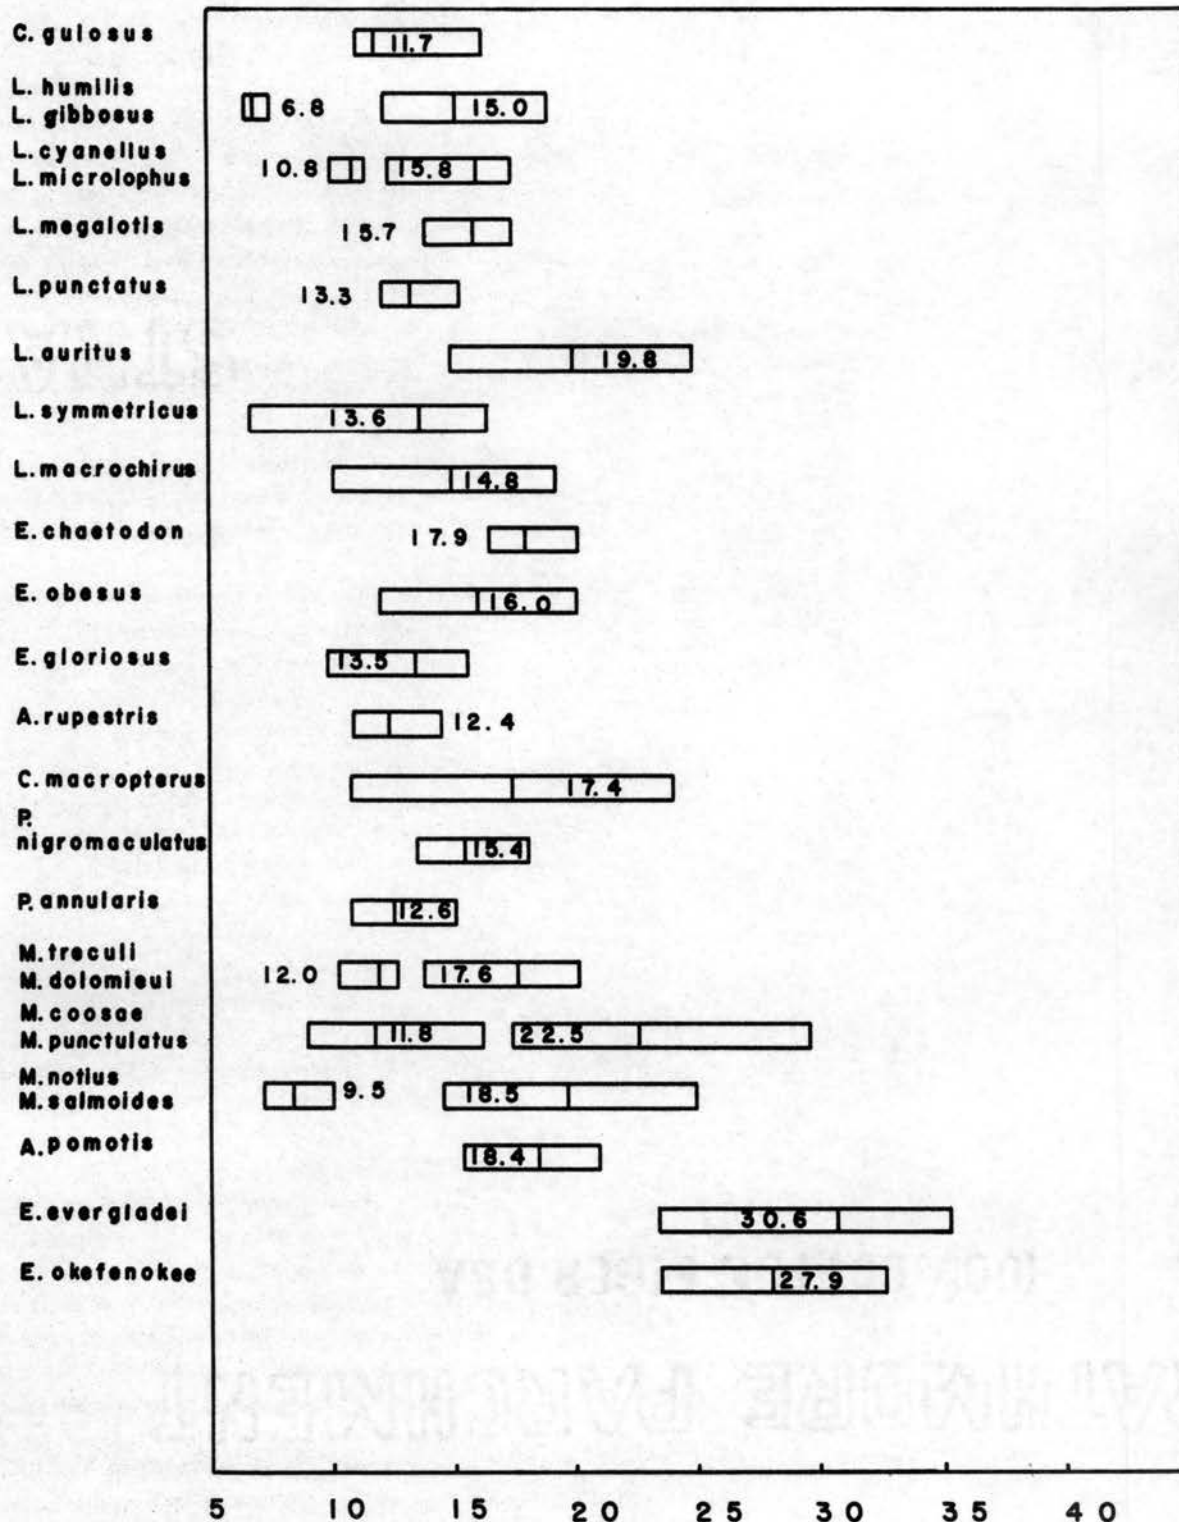 C. gulosus
11.7
L. humilis
L. gibbosus
6.8 15.0
L. cyanellus
L. microlophus
10.8 15.8
L. megalotis
15.7
L. punctatus
13.3
L. auritus
19.8
L. symmetricus
13.6
L. macrochirus
14.8
E. chaetodon
17.9
E. obesus
16.0
E. gloriosus
13.5
A. rupestris
12.4
C. macropterus
17.4
P.
nigromaculatus
15.4
P. annularis
12.6
M. treculi
M. dolomieui
12.0 17.6
M. coosae
M. punctulatus
11.8 22.5
M. notius
M. salmoides
9.5 18.5
A. pomotis
18.4
E. evergladei
30.6
E. okefenokee
27.9
5 10 15 20 25 30 35 40